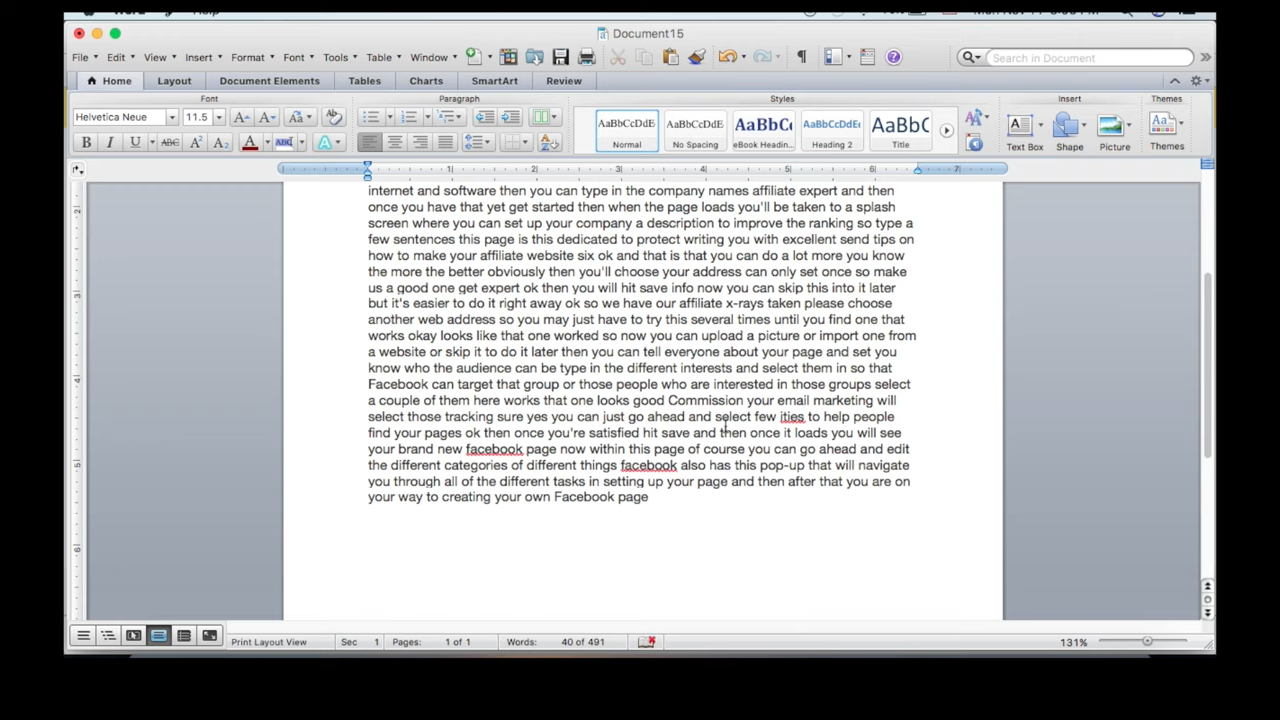 Document15
File Edit View Insert Format Font Tools Table Window Search in Document
Home Layout Document Elements Tables Charts SmartArt Review
Font Paragraph Styles Insert Themes
Helvetica Neue 11.5
AaBbCcDdE AaBbCcDdE AaBbCc AaBbCcDdE AaBbC
B I U ABC A2 A2 A ABC A Normal No Spacing eBook Headin... Heading 2 Title Text Box Shape Picture Themes
1 2 3 4 5 6 7
internet and software then you can type in the company names affiliate expert and then
once you have that yet get started then when the page loads you'll be taken to a splash
screen where you can set up your company a description to improve the ranking so type a
few sentences this page is this dedicated to protect writing you with excellent send tips on
how to make your affiliate website six ok and that is that you can do a lot more you know
the more the better obviously then you'll choose your address can only set once so make
us a good one get expert ok then you will hit save info now you can skip this into it later
but it's easier to do it right away ok so we have our affiliate x-rays taken please choose
another web address so you may just have to try this several times until you find one that
works okay looks like that one worked so now you can upload a picture or import one from
a website or skip it to do it later then you can tell everyone about your page and set you
know who the audience can be type in the different interests and select them in so that
Facebook can target that group or those people who are interested in those groups select
a couple of them here works that one looks good Commission your email marketing will
select those tracking sure yes you can just go ahead and select few ities to help people
find your pages ok then once you're satisfied hit save and then once it loads you will see
your brand new facebook page now within this page of course you can go ahead and edit
the different categories of different things facebook also has this pop-up that will navigate
you through all of the different tasks in setting up your page and then after that you are on
your way to creating your own Facebook page
Print Layout View Sec 1 Pages: 1 of 1 Words: 40 of 491 131%